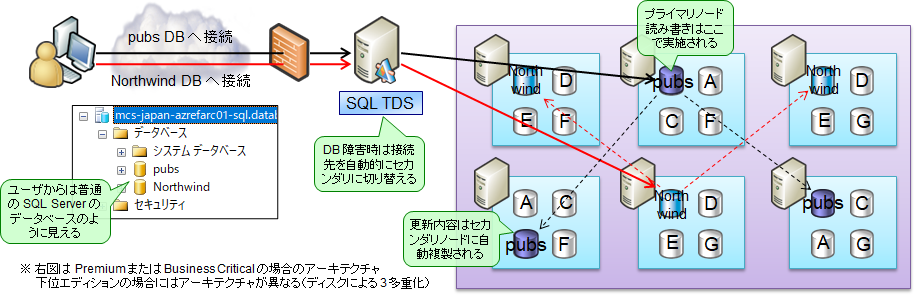 pubs DB へ接続
Northwind DB へ接続
SQL TDS
DB 障害時は接続
先を自動的にセカ
ンダリに切り替える
mcs-japan-azrefarc01-sql.datab
データベース
システム データベース
pubs
Northwind
セキュリティ
ユーザからは普通
の SQL Server の
データベースのよ
うに見える
プライマリノード
読み書きはここ
で実施される
North
wind
D
E
F
pubs
A
C
F
North
wind
D
E
G
A
C
pubs
F
North
wind
D
E
G
pubs
C
A
G
更新内容はセカ
ンダリノードに自
動複製される
※ 右図は Premium または Business Critical の場合のアーキテクチャ
下位エディションの場合にはアーキテクチャが異なる(ディスクによる3多重化)